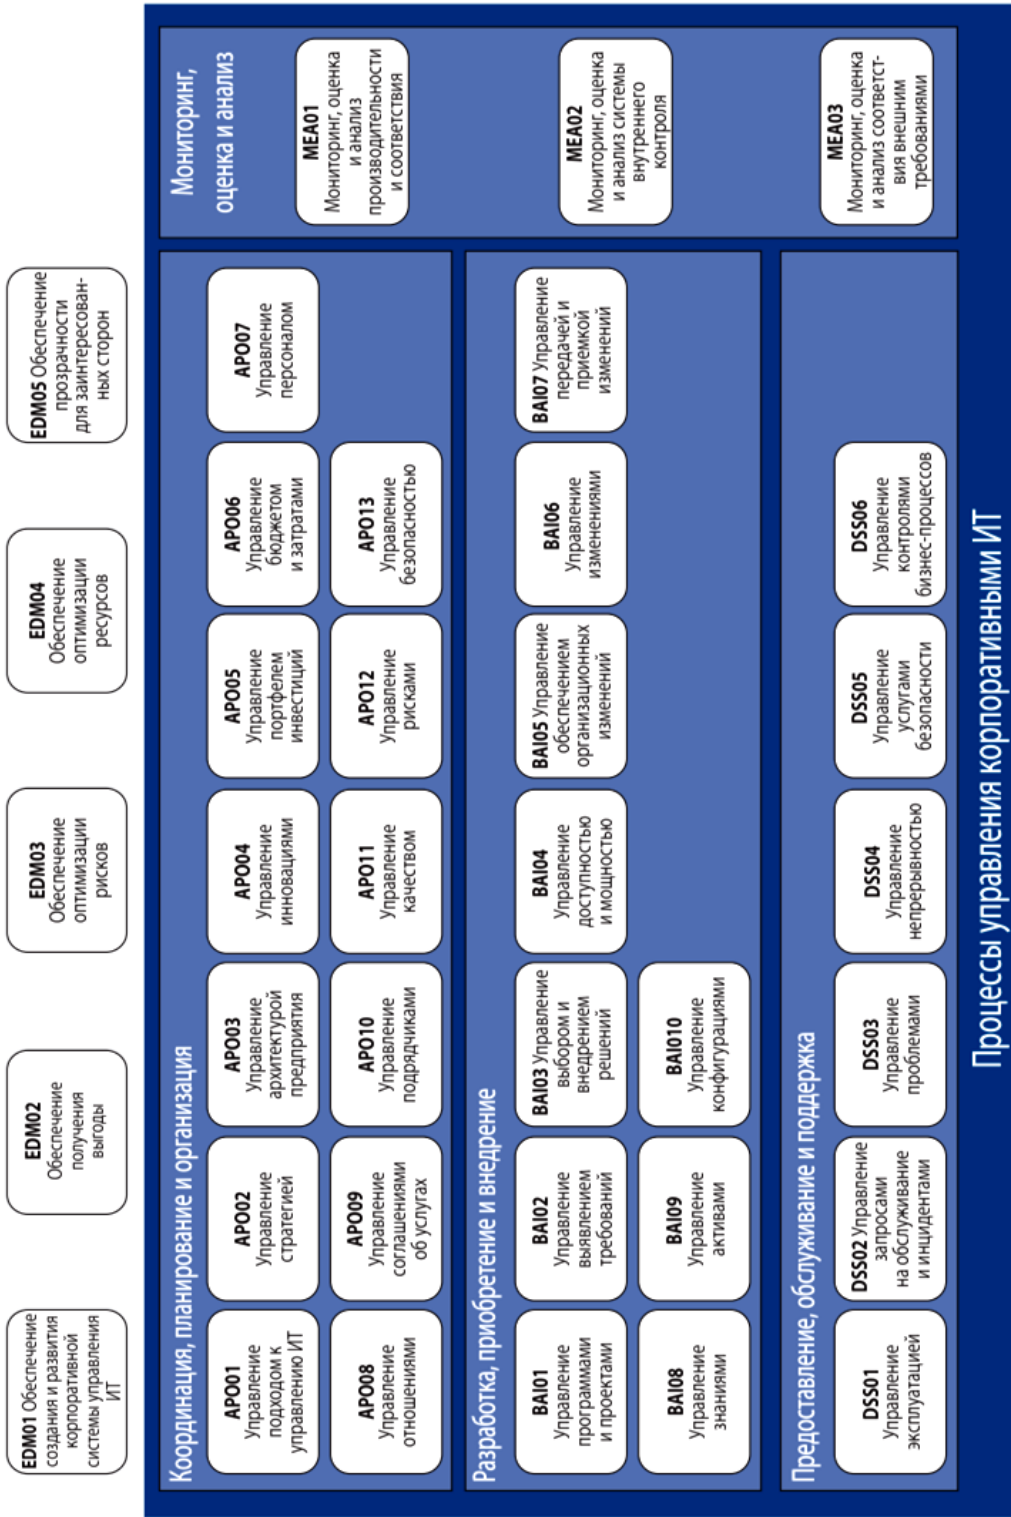 EDM01 Обеспечение
создания и развития
корпоративной
системы управления
ИТ
EDM02
Обеспечение
получения
выгоды
EDM03
Обеспечение
оптимизации
рисков
EDM04
Обеспечение
оптимизации
ресурсов
EDM05 Обеспечение
прозрачности
для заинтересован-
ных сторон
Координация, планирование и организация
APO01
Управление
подходом к
управлению ИТ
APO02
Управление
стратегией
APO03
Управление
архитектурой
предприятия
APO04
Управление
инновациями
APO05
Управление
портфелем
инвестиций
APO06
Управление
бюджетом
и затратами
APO07
Управление
персоналом
APO08
Управление
отношениями
APO09
Управление
соглашениями
об услугах
APO10
Управление
подрядчиками
APO11
Управление
качеством
APO12
Управление
рисками
APO13
Управление
безопасностью
Разработка, приобретение и внедрение
BAI01
Управление
программами
и проектами
BAI02
Управление
выявлением
требований
BAI03 Управление
выбором и
внедрением
решений
BAI04
Управление
доступностью
и мощностью
BAI05 Управление
обеспечением
организационных
изменений
BAI06
Управление
изменениями
BAI07 Управление
передачей и
приемкой
изменений
BAI08
Управление
знаниями
BAI09
Управление
активами
BAI010
Управление
конфигурациями
Предоставление, обслуживание и поддержка
DSS01
Управление
эксплуатацией
DSS02 Управление
запросами
на обслуживание
и инцидентами
DSS03
Управление
проблемами
DSS04
Управление
непрерывностью
DSS05
Управление
услугами
безопасности
DSS06
Управление
контролями
бизнес-процессов
Мониторинг,
оценка и анализ
MEA01
Мониторинг, оценка
и анализ
производительности
и соответствия
MEA02
Мониторинг, оценка
и анализ системы
внутреннего
контроля
MEA03
Мониторинг, оценка
и анализ соответст-
вия внешним
требованиями
Процессы управления корпоративными ИТ